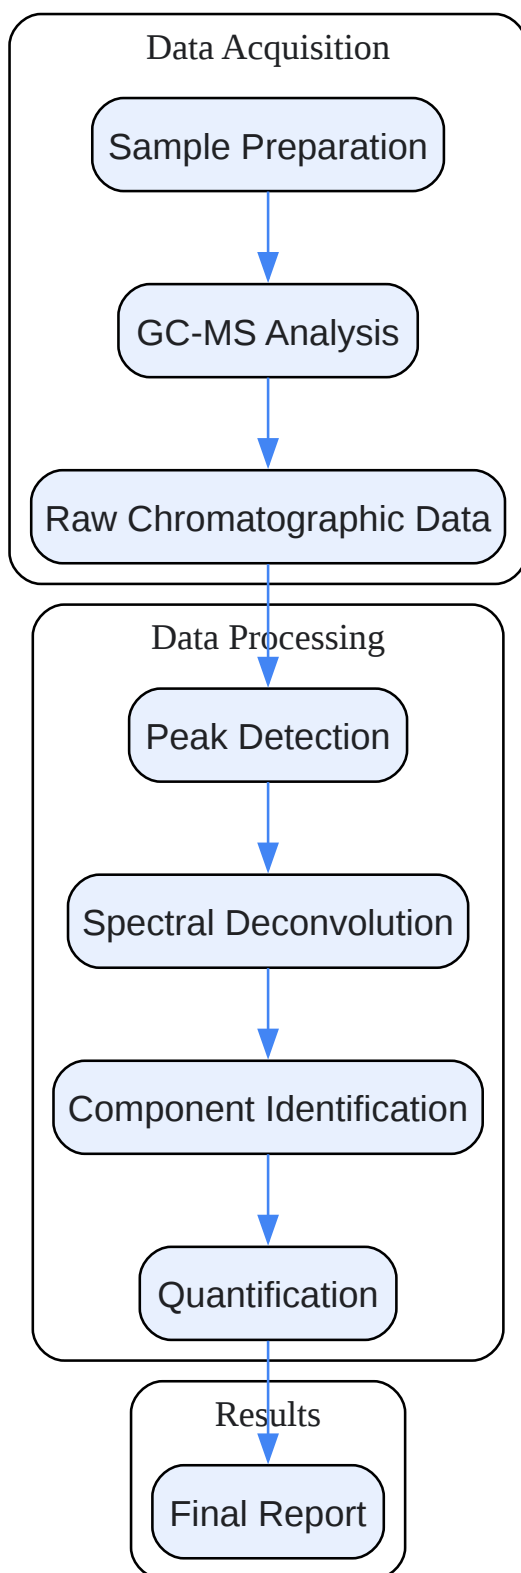 Data Acquisition
Sample Preparation
GC-MS Analysis
Raw Chromatographic Data
Data Processing
Peak Detection
Spectral Deconvolution
Component Identification
Quantification
Results
Final Report